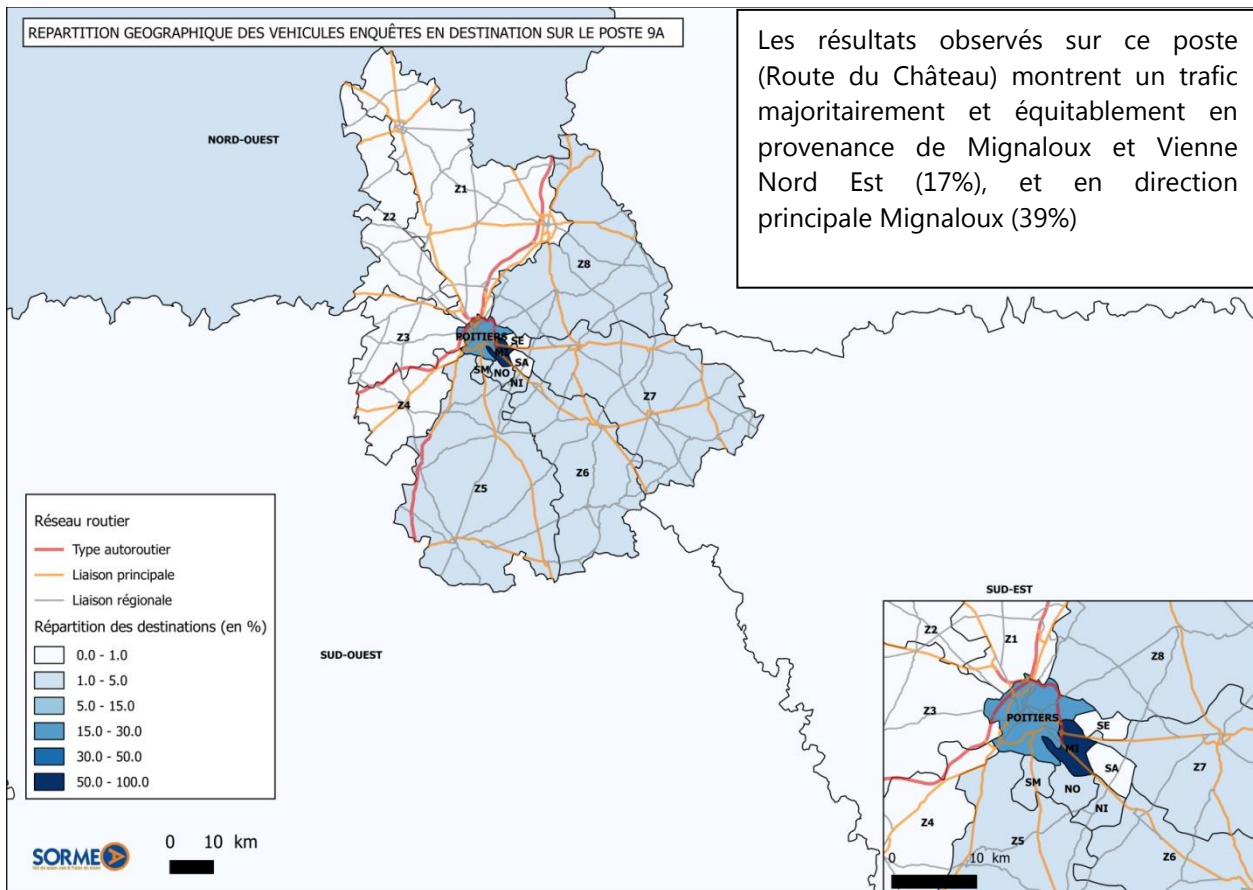 REPARTITION GEOGRAPHIQUE DES VEHICULES ENQUÊTES EN DESTINATION SUR LE POSTE 9A
Les résultats observés sur ce poste
(Route du Château) montrent un trafic
majoritairement et équitablement en
provenance de Mignaloux et Vienne
Nord Est (17%), et en direction
principale Mignaloux (39%)
NORD-OUEST
Z1
Z2
Z8
Z3
POITIERS
SE
MI
SA
SM
NO
NI
Z4
Z7
Z6
Z5
Réseau routier
Type autoroutier
Liaison principale
Liaison régionale
Répartition des destinations (en %)
0.0 - 1.0
1.0 - 5.0
5.0 - 15.0
15.0 - 30.0
30.0 - 50.0
50.0 - 100.0
SUD-OUEST
SUD-EST
Z2
Z1
Z8
Z3
POITIERS
SE
MI
SA
Z7
SM
NO
NI
Z4
Z5
Z6
0 10 km
SORME
0 10 km